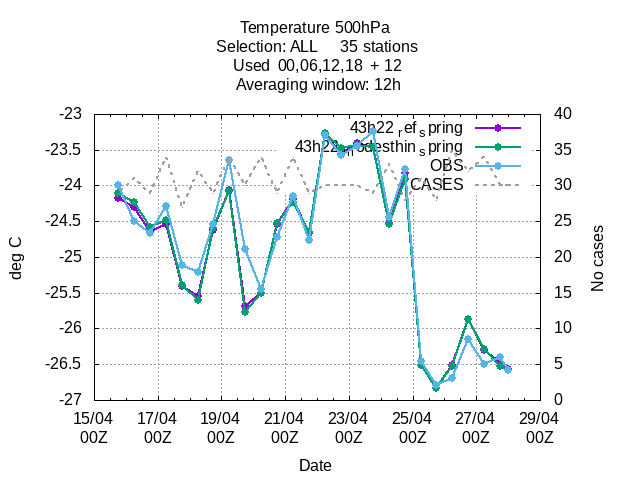 Temperature 500hPa
Selection: ALL 35 stations
Used 00,06,12,18 + 12
Averaging window: 12h
43h22_ref_spring
OBS
CASES
-23
-23.5
-24
-24.5
-25
-25.5
-26
-26.5
-27
40
35
30
25
20
15
10
5
0
deg C
No cases
15/04 17/04 19/04 21/04 23/04 25/04 27/04 29/04
00Z 00Z 00Z 00Z 00Z 00Z 00Z 00Z
Date